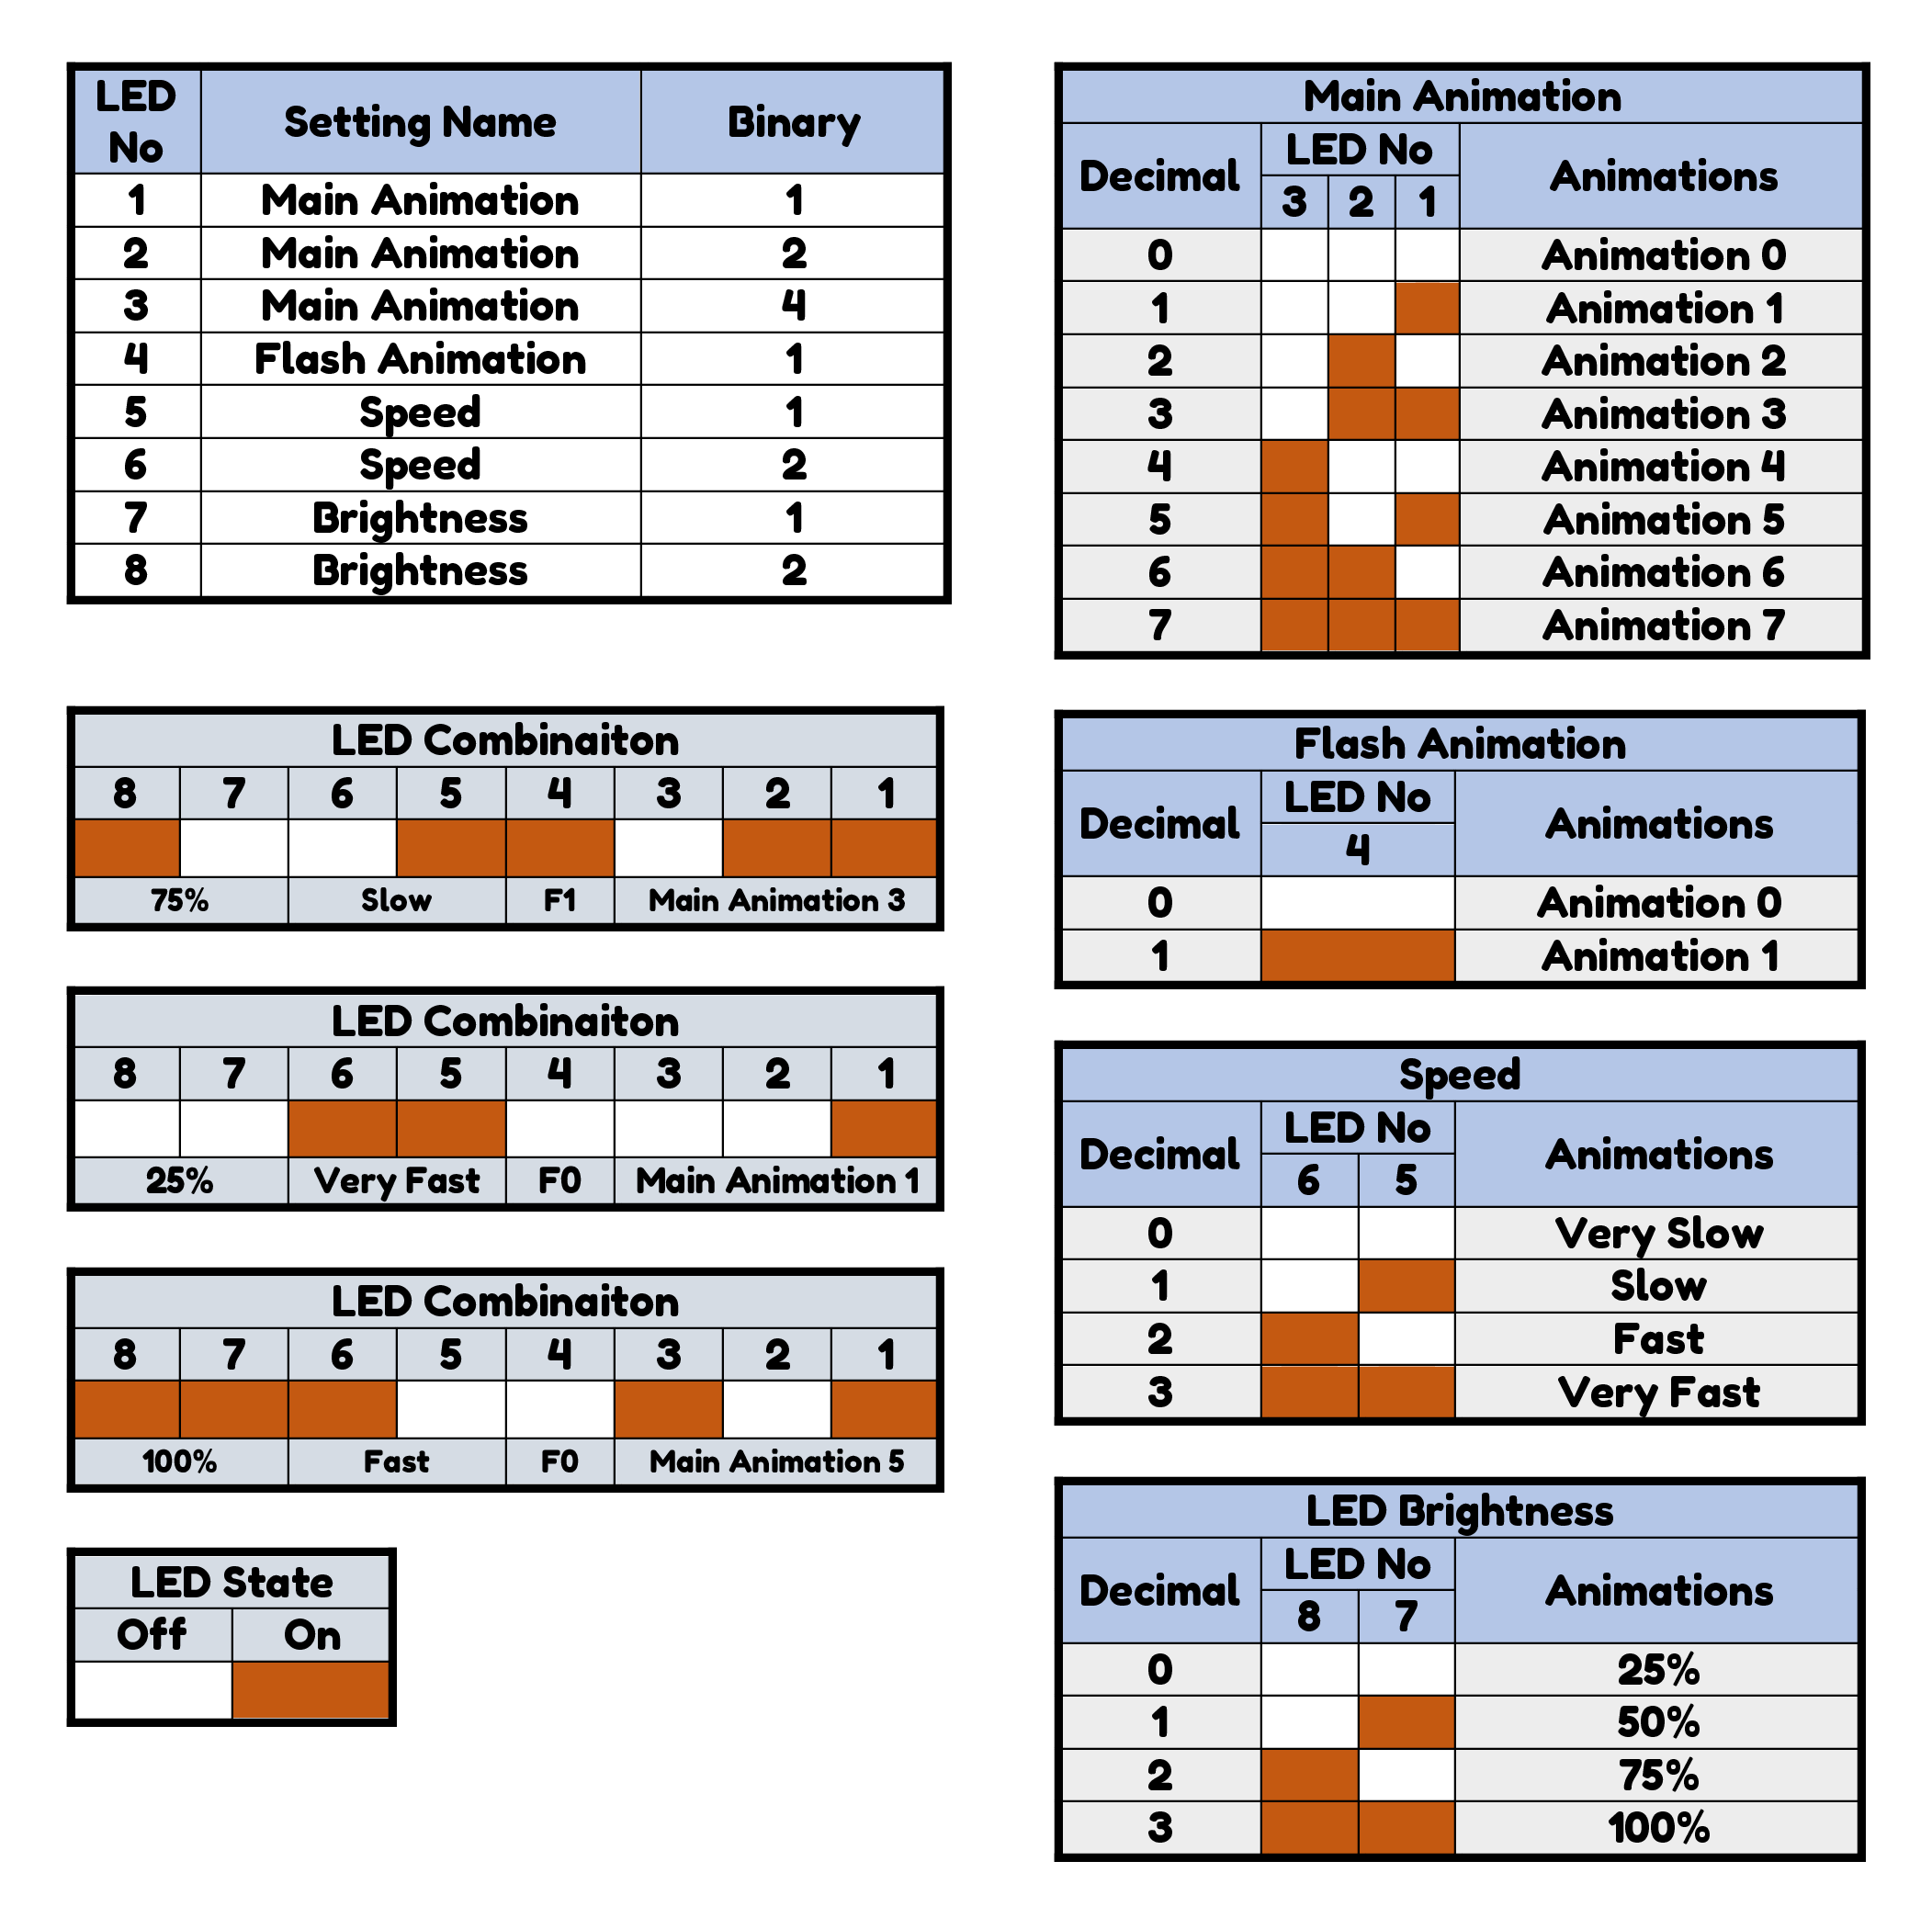 LED No Setting Name Binary
1 Main Animation 1
2 Main Animation 2
3 Main Animation 4
4 Flash Animation 1
5 Speed 1
6 Speed 2
7 Brightness 1
8 Brightness 2
LED Combinaiton
8 7 6 5 4 3 2 1
75% Slow F1 Main Animation 3
LED Combinaiton
8 7 6 5 4 3 2 1
25% Very Fast F0 Main Animation 1
LED Combinaiton
8 7 6 5 4 3 2 1
100% Fast F0 Main Animation 5
LED State
Off On
Main Animation
Decimal LED No Animations
3 2 1
0 Animation 0
1 Animation 1
2 Animation 2
3 Animation 3
4 Animation 4
5 Animation 5
6 Animation 6
7 Animation 7
Flash Animation
Decimal LED No Animations
4
0 Animation 0
1 Animation 1
Speed
Decimal LED No Animations
6 5
0 Very Slow
1 Slow
2 Fast
3 Very Fast
LED Brightness
Decimal LED No Animations
8 7
0 25%
1 50%
2 75%
3 100%